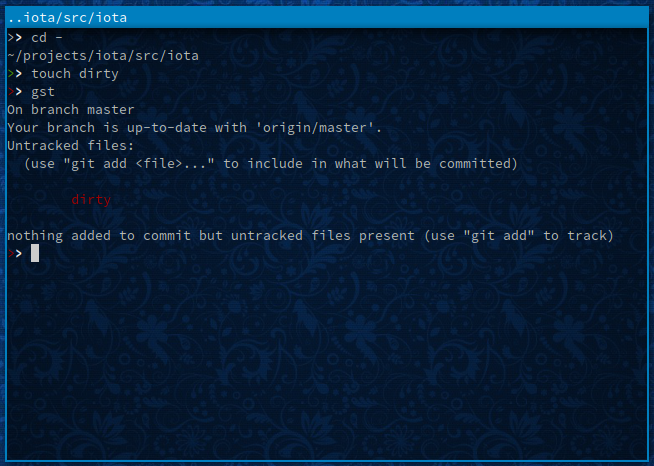 ..iota/src/iota
>> cd -
~/projects/iota/src/iota
>> touch dirty
>> gst
On branch master
Your branch is up-to-date with 'origin/master'.
Untracked files:
  (use "git add <file>..." to include in what will be committed)
        dirty
nothing added to commit but untracked files present (use "git add" to track)
>>